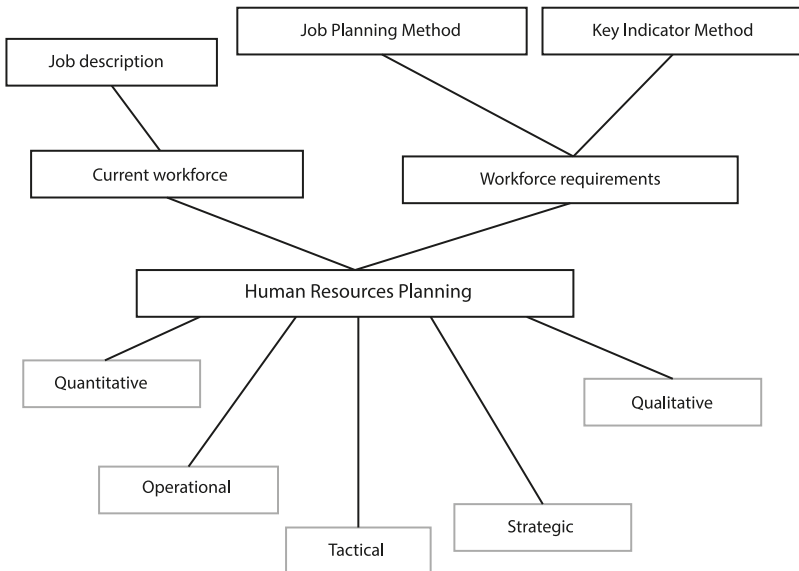 Job Planning Method
Key Indicator Method
Job description
Current workforce
Workforce requirements
Human Resources Planning
Quantitative
Qualitative
Operational
Strategic
Tactical